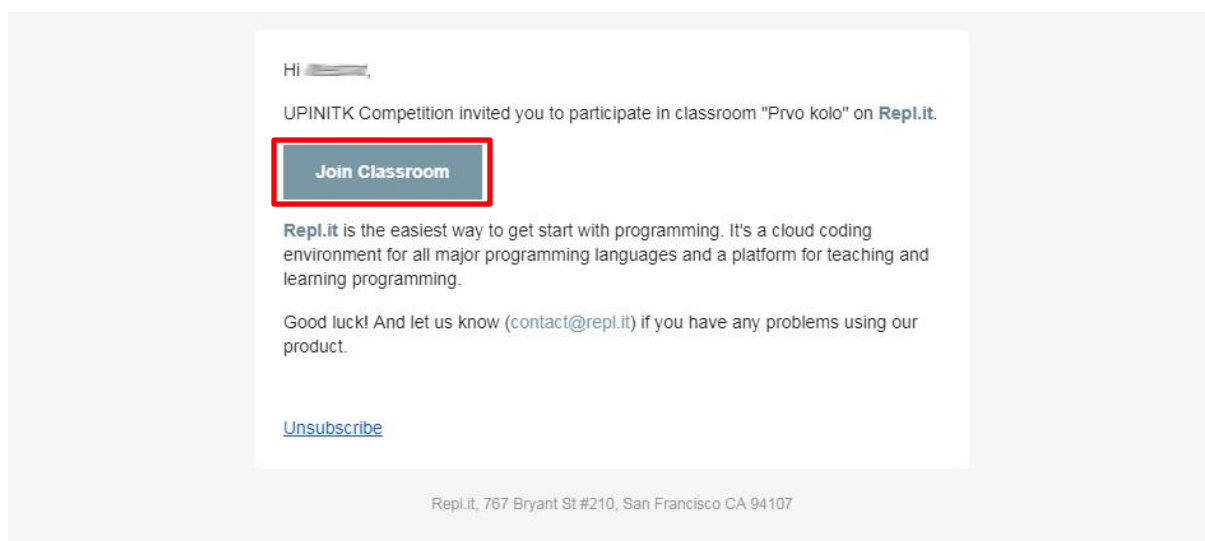 Hi ,
UPINITK Competition invited you to participate in classroom "Prvo kolo" on Repl.it.
Join Classroom
Repl.it is the easiest way to get start with programming. It's a cloud coding
environment for all major programming languages and a platform for teaching and
learning programming.
Good luck! And let us know (contact@repl.it) if you have any problems using our
product.
Unsubscribe
Repl.it, 767 Bryant St #210, San Francisco CA 94107